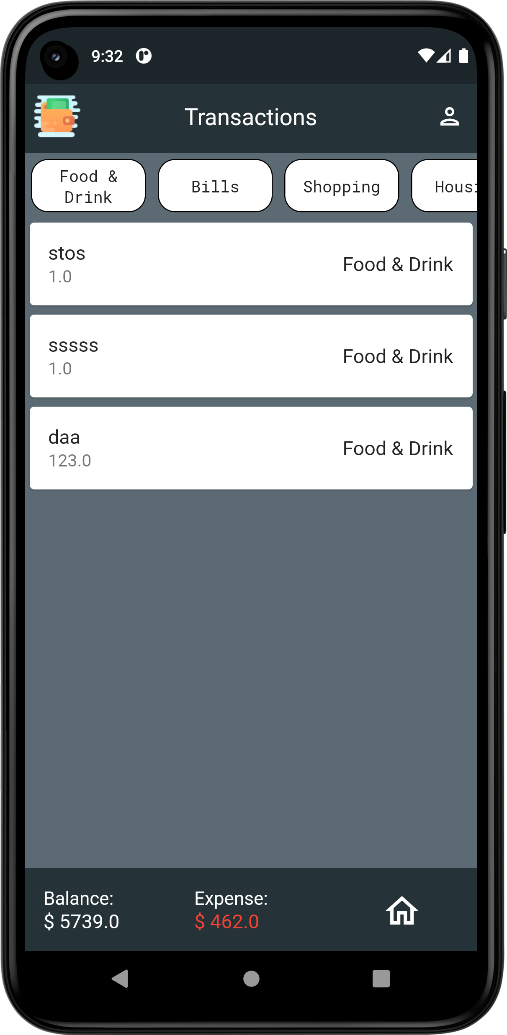 9:32
Transactions
Food &
Drink
Bills
Shopping
stos
1.0
Food & Drink
sssss
1.0
Food & Drink
daa
123.0
Food & Drink
Balance:
$ 5739.0
Expense:
$ 462.0